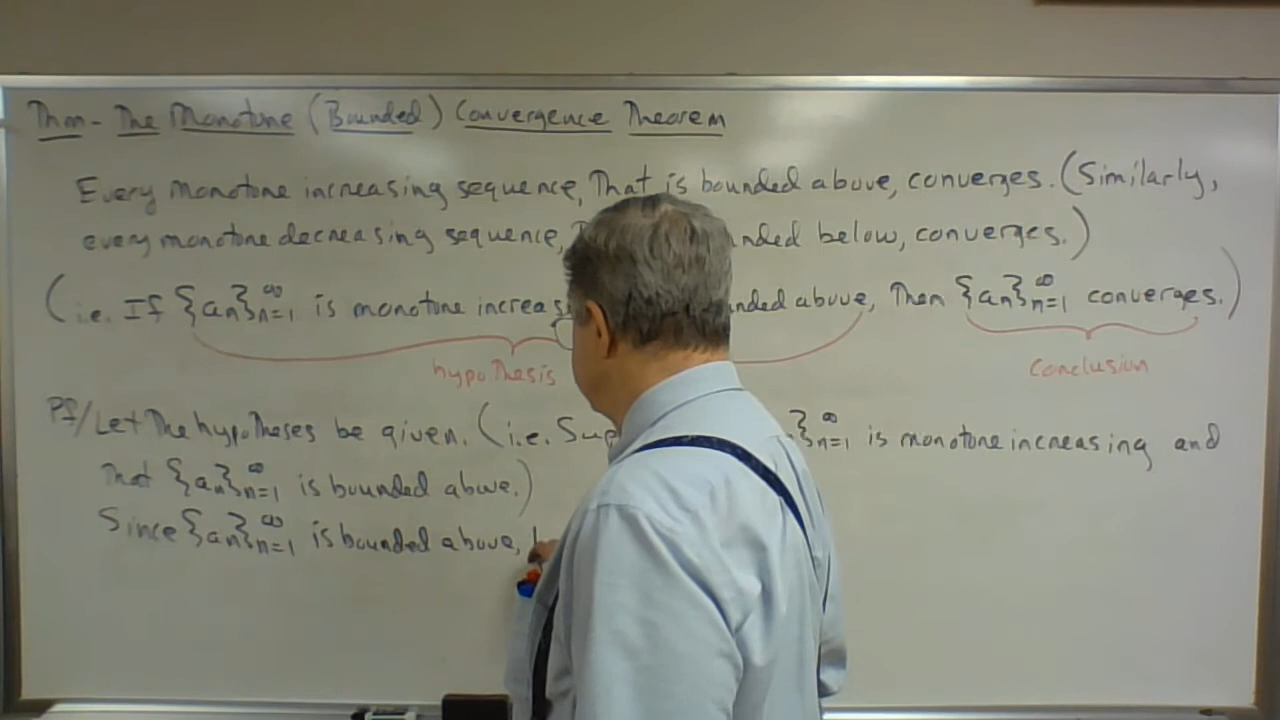 Thm - The Monotone (Bounded) Convergence Theorem
Every monotone increasing sequence, That is bounded above, converges. (Similarly,
every monotone decreasing sequence, nded below, converges.)
(i.e. If {an}∞n=1 is monotone increas nded above, Then {an}∞n=1 converges.)
hypothesis conclusion
Pf/ Let The hypotheses be given. (i.e. Sup }∞n=1 is monotone increasing and
That {an}∞n=1 is bounded above.)
Since {an}∞n=1 is bounded above,